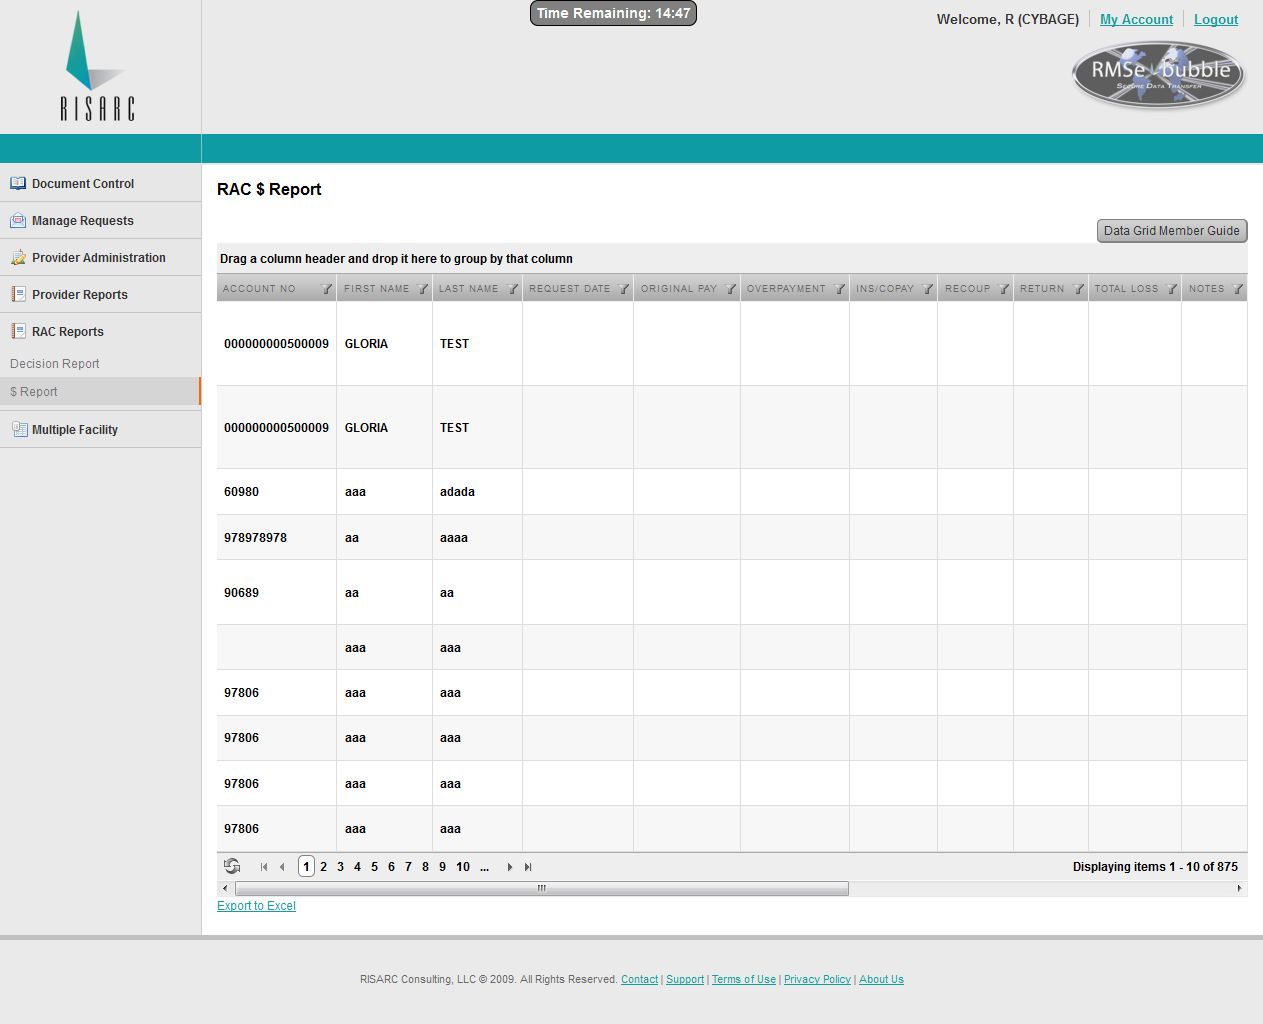 Time Remaining: 14:47
Welcome, R (CYBAGE) My Account Logout
RISARC
RMSe bubble
SECURE DATA TRANSFER
Document Control
Manage Requests
Provider Administration
Provider Reports
RAC Reports
Decision Report
$ Report
Multiple Facility
RAC $ Report
Data Grid Member Guide
Drag a column header and drop it here to group by that column
ACCOUNT NO FIRST NAME LAST NAME REQUEST DATE ORIGINAL PAY OVERPAYMENT INS/COPAY RECOUP RETURN TOTAL LOSS NOTES
000000000500009 GLORIA TEST
000000000500009 GLORIA TEST
60980 aaa adada
978978978 aa aaaa
90689 aa aa
aaa aaa
97806 aaa aaa
97806 aaa aaa
97806 aaa aaa
97806 aaa aaa
1 2 3 4 5 6 7 8 9 10 ... Displaying items 1 - 10 of 875
Export to Excel
RISARC Consulting, LLC © 2009. All Rights Reserved. Contact | Support | Terms of Use | Privacy Policy | About Us